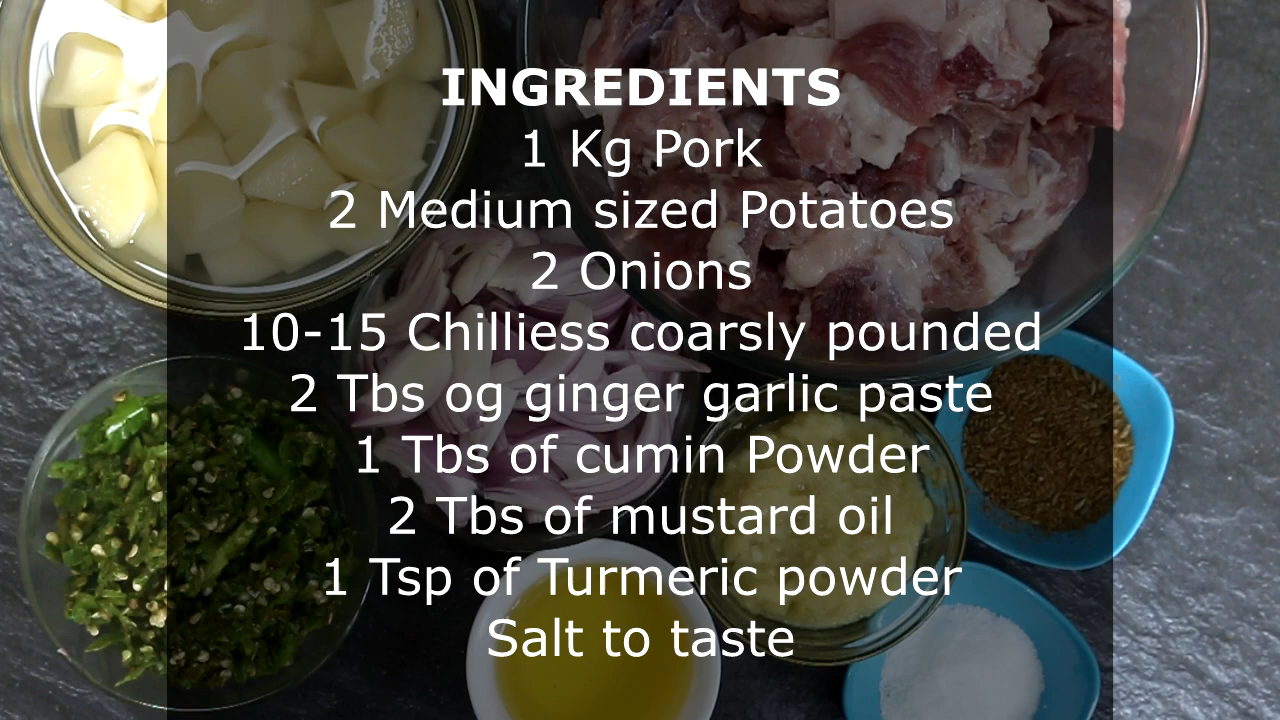 INGREDIENTS
1 Kg Pork
2 Medium sized Potatoes
2 Onions
10-15 Chilliess coarsly pounded
2 Tbs og ginger garlic paste
1 Tbs of cumin Powder
2 Tbs of mustard oil
1 Tsp of Turmeric powder
Salt to taste